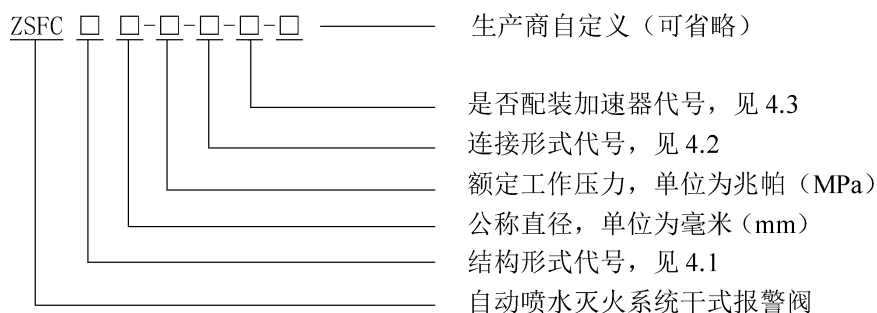 ZSFC □ □-□-□-□-□ 生产商自定义（可省略）
是否配装加速器代号，见 4.3
连接形式代号，见 4.2
额定工作压力，单位为兆帕（MPa）
公称直径，单位为毫米（mm）
结构形式代号，见 4.1
自动喷水灭火系统干式报警阀